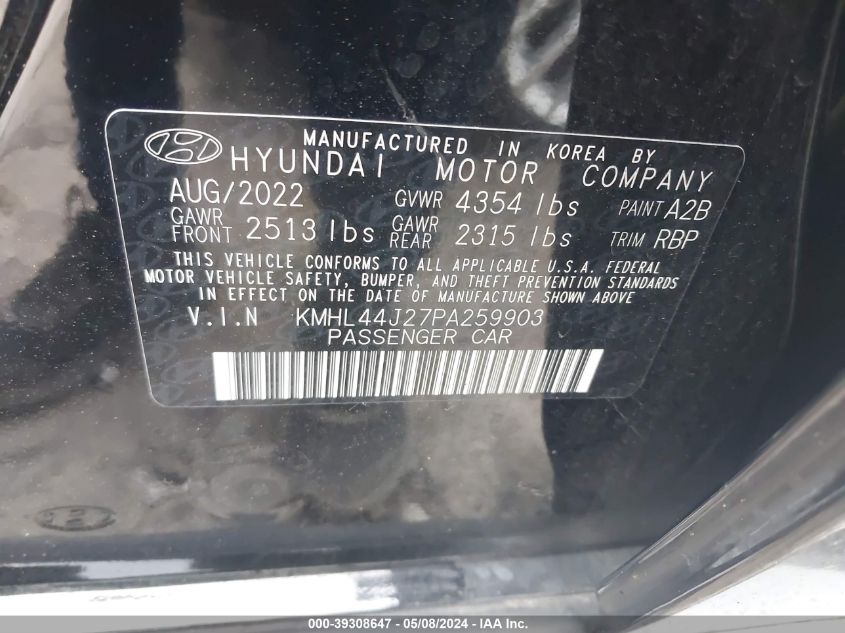 MANUFACTURED IN KOREA BY
HYUNDAI MOTOR COMPANY
AUG/2022 GVWR 4354 lbs PAINT A2B
GAWR FRONT 2513 lbs GAWR REAR 2315 lbs TRIM RBP
THIS VEHICLE CONFORMS TO ALL APPLICABLE U.S.A. FEDERAL
MOTOR VEHICLE SAFETY, BUMPER, AND THEFT PREVENTION STANDARDS
IN EFFECT ON THE DATE OF MANUFACTURE SHOWN ABOVE
V.I.N KMHL44J27PA259903
PASSENGER CAR
000-39308647 - 05/08/2024 - IAA Inc.